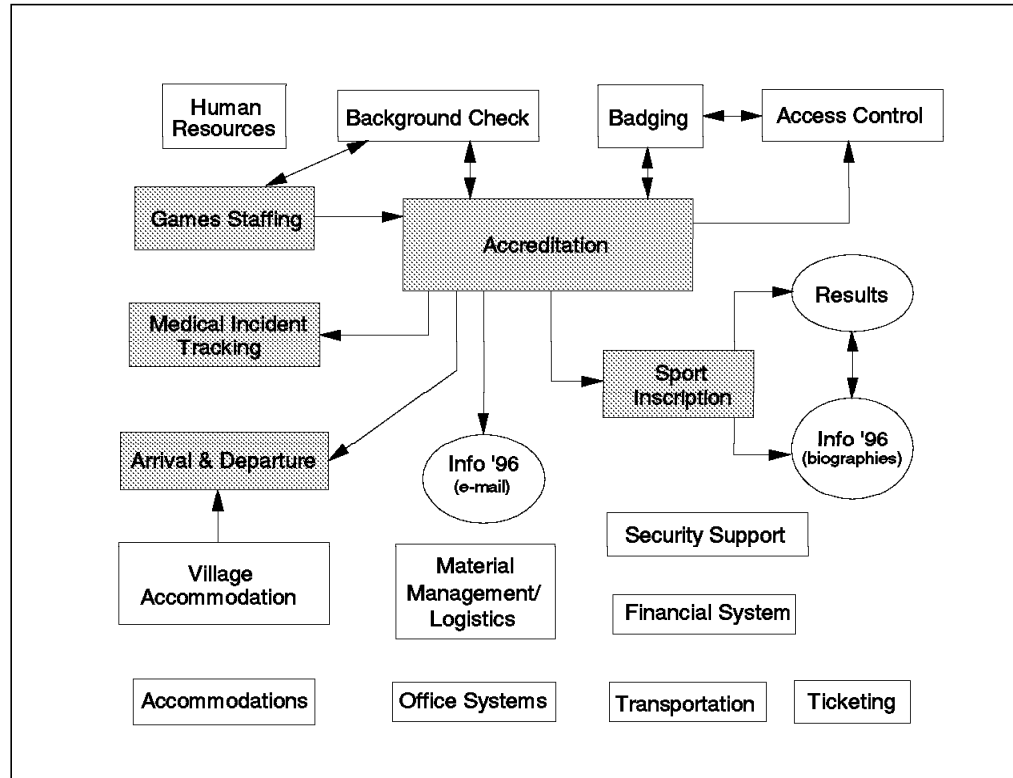 Human
Resources
Background Check
Badging
Access Control
Games Staffing
Accreditation
Results
Medical Incident
Tracking
Sport
Inscription
Arrival & Departure
Info '96
(e-mail)
Info '96
(biographies)
Security Support
Village
Accommodation
Material
Management/
Logistics
Financial System
Accommodations
Office Systems
Transportation
Ticketing